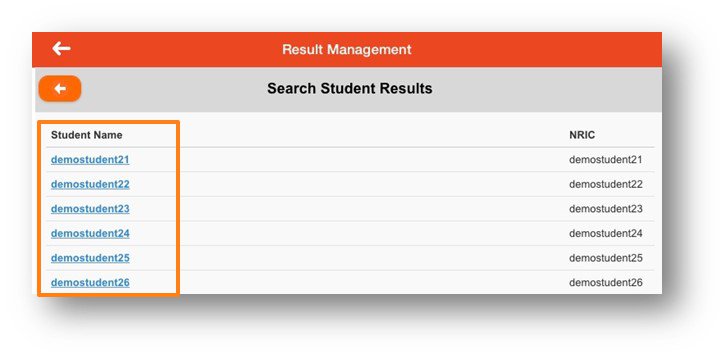 Result Management
Search Student Results
Student Name NRIC
demostudent21 demostudent21
demostudent22 demostudent22
demostudent23 demostudent23
demostudent24 demostudent24
demostudent25 demostudent25
demostudent26 demostudent26